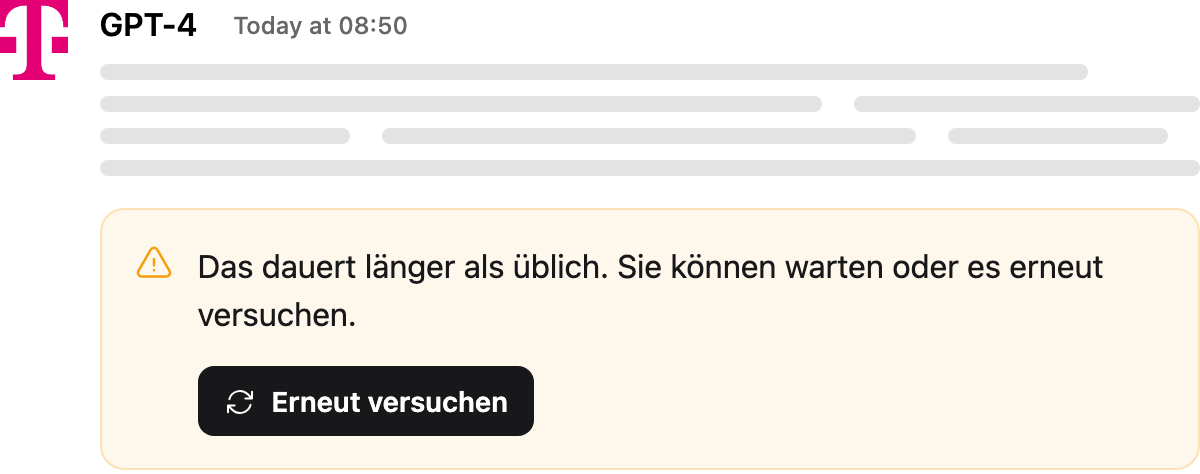 GPT-4 Today at 08:50
Das dauert länger als üblich. Sie können warten oder es erneut
versuchen.
Erneut versuchen